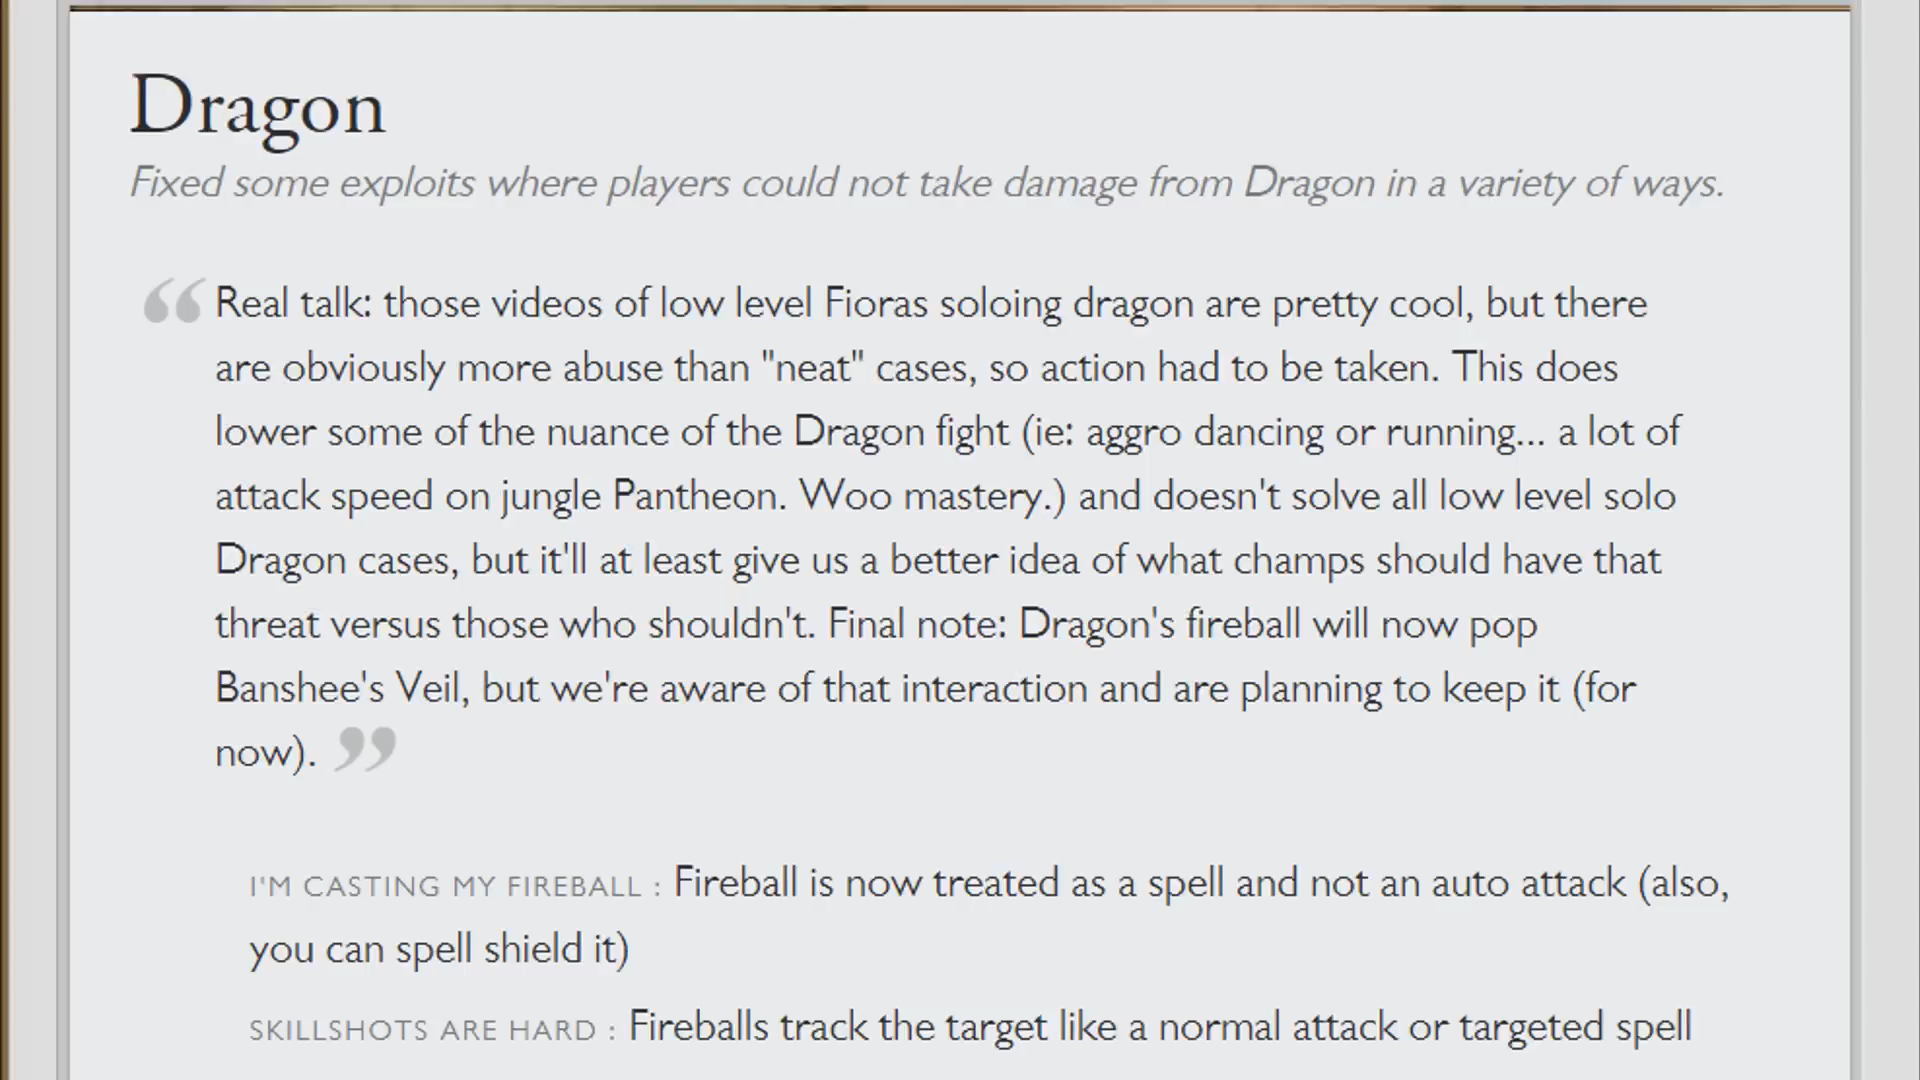 Dragon
Fixed some exploits where players could not take damage from Dragon in a variety of ways.
“Real talk: those videos of low level Fioras soloing dragon are pretty cool, but there
are obviously more abuse than "neat" cases, so action had to be taken. This does
lower some of the nuance of the Dragon fight (ie: aggro dancing or running... a lot of
attack speed on jungle Pantheon. Woo mastery.) and doesn't solve all low level solo
Dragon cases, but it'll at least give us a better idea of what champs should have that
threat versus those who shouldn't. Final note: Dragon's fireball will now pop
Banshee's Veil, but we're aware of that interaction and are planning to keep it (for
now). ”
I'M CASTING MY FIREBALL : Fireball is now treated as a spell and not an auto attack (also,
you can spell shield it)
SKILLSHOTS ARE HARD : Fireballs track the target like a normal attack or targeted spell